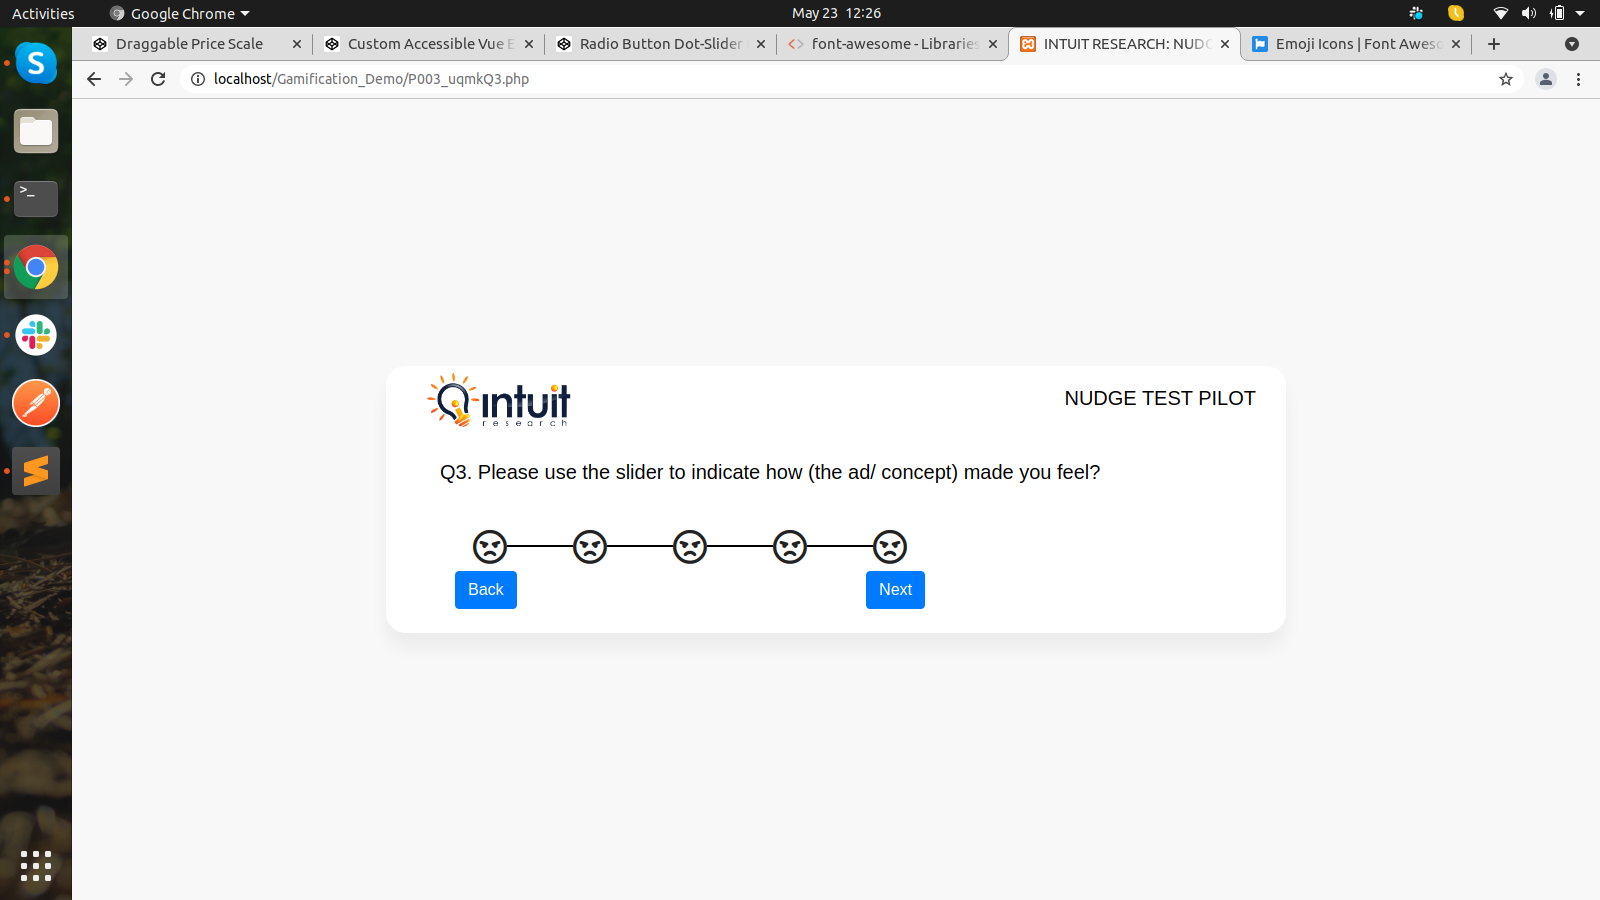 Activities Google Chrome May 23 12:26
Draggable Price Scale Custom Accessible Vue E Radio Button Dot-Slider font-awesome - Libraries INTUIT RESEARCH: NUDG Emoji Icons | Font Aweso
localhost/Gamification_Demo/P003_uqmkQ3.php
intuit
research
NUDGE TEST PILOT
Q3. Please use the slider to indicate how (the ad/ concept) made you feel?
Back Next